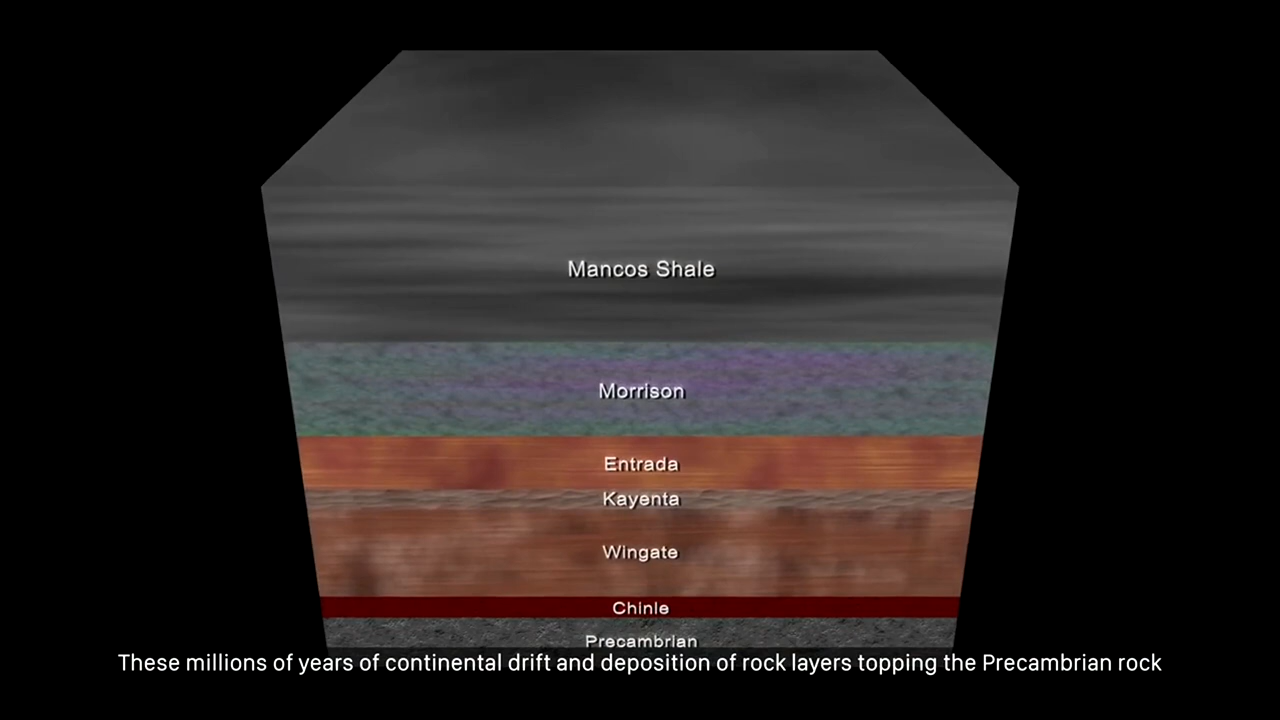 Mancos Shale
Morrison
Entrada
Kayenta
Wingate
Chinle
Precambrian
These millions of years of continental drift and deposition of rock layers topping the Precambrian rock